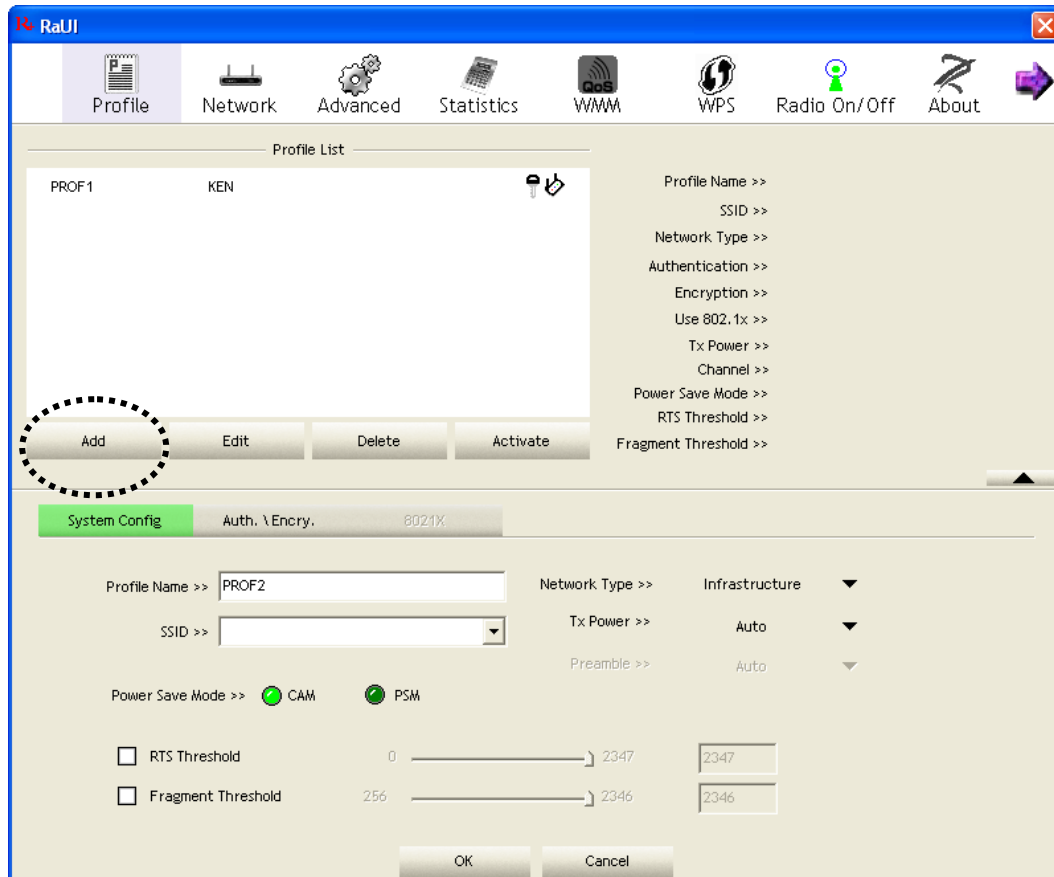 RaUI
Profile Network Advanced Statistics QoS WMM WPS Radio On/Off About
Profile List
PROF1 KEN
Profile Name >>
SSID >>
Network Type >>
Authentication >>
Encryption >>
Use 802.1x >>
Tx Power >>
Channel >>
Power Save Mode >>
RTS Threshold >>
Fragment Threshold >>
Add Edit Delete Activate
System Config Auth. \ Encry. 8021X
Profile Name >> PROF2 Network Type >> Infrastructure
SSID >> Tx Power >> Auto
Preamble >> Auto
Power Save Mode >> CAM PSM
RTS Threshold 0 2347 2347
Fragment Threshold 256 2346 2346
OK Cancel